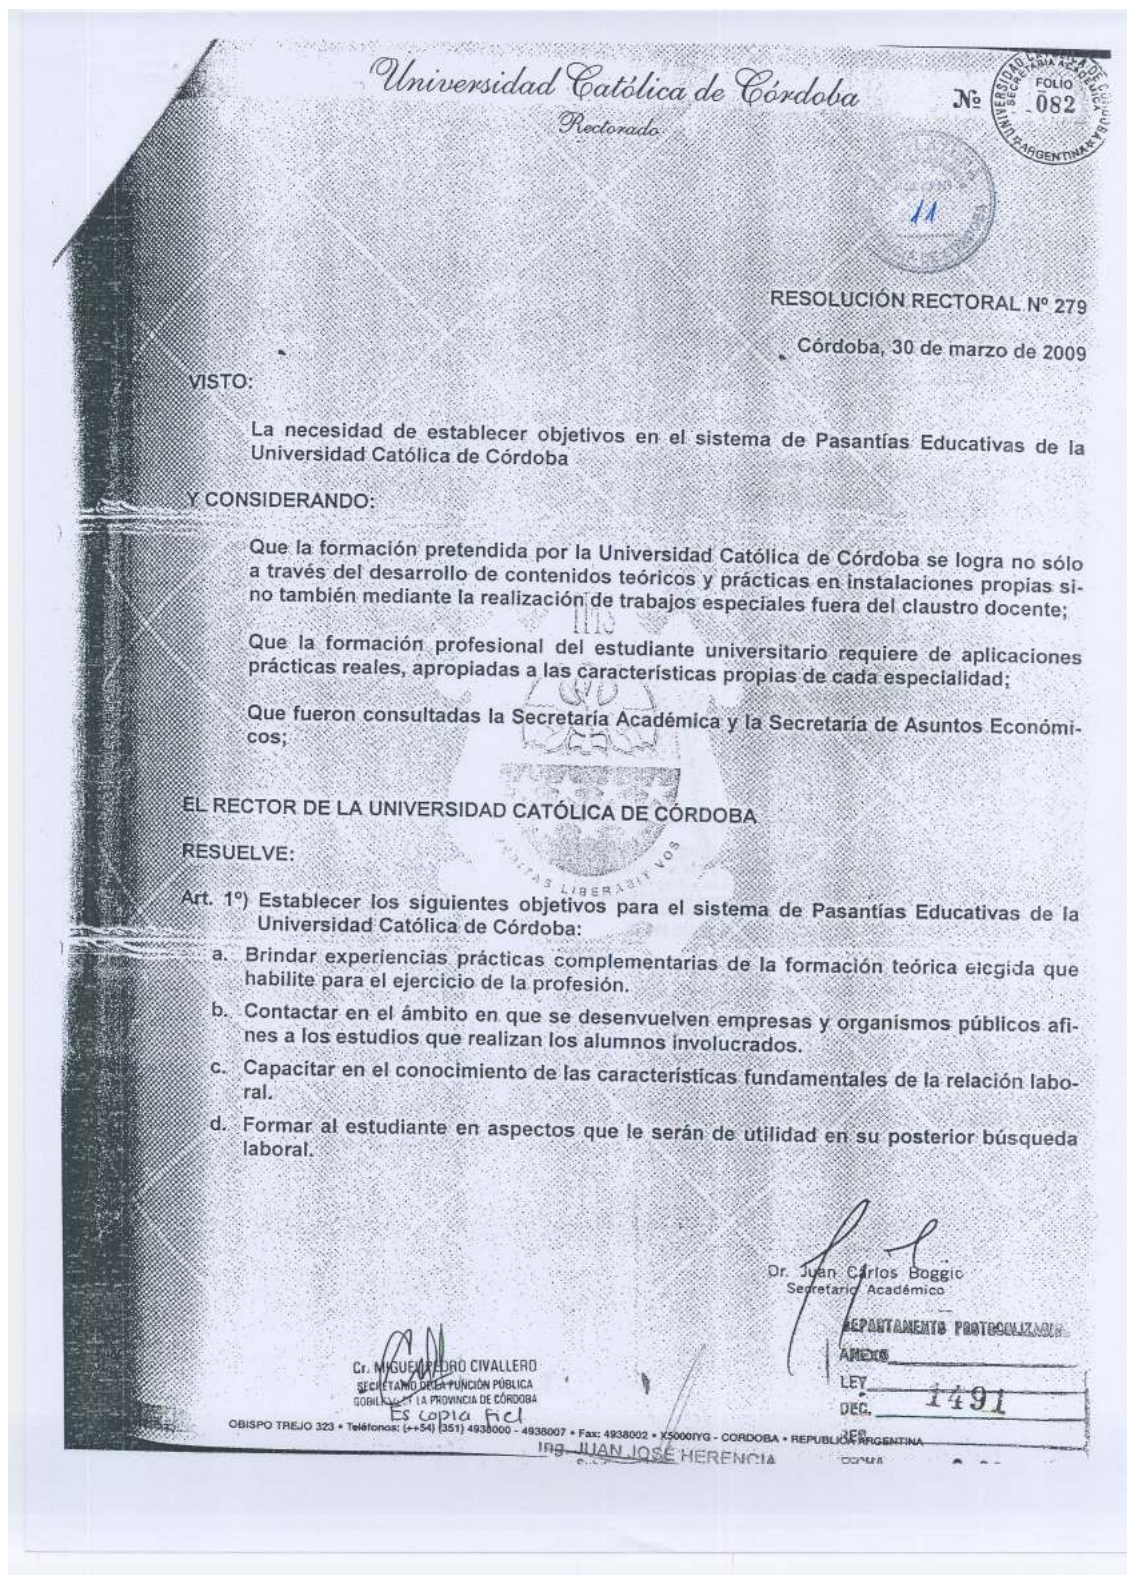 Universidad Católica de Córdoba
Rectorado
Nº
UNIVERSIDAD CATOLICA DE CORDOBA
SECRETARIA ACADEMICA
FOLIO
082
ARGENTINA
11
RESOLUCIÓN RECTORAL Nº 279
Córdoba, 30 de marzo de 2009
VISTO:
La necesidad de establecer objetivos en el sistema de Pasantías Educativas de la
Universidad Católica de Córdoba
Y CONSIDERANDO:
Que la formación pretendida por la Universidad Católica de Córdoba se logra no sólo
a través del desarrollo de contenidos teóricos y prácticas en instalaciones propias si-
no también mediante la realización de trabajos especiales fuera del claustro docente;
Que la formación profesional del estudiante universitario requiere de aplicaciones
prácticas reales, apropiadas a las características propias de cada especialidad;
Que fueron consultadas la Secretaría Académica y la Secretaría de Asuntos Económi-
cos;
EL RECTOR DE LA UNIVERSIDAD CATÓLICA DE CÓRDOBA
RESUELVE:
LIBERABIT VOS
Art. 1º) Establecer los siguientes objetivos para el sistema de Pasantías Educativas de la
Universidad Católica de Córdoba:
a. Brindar experiencias prácticas complementarias de la formación teórica elegida que
habilite para el ejercicio de la profesión.
b. Contactar en el ámbito en que se desenvuelven empresas y organismos públicos afi-
nes a los estudios que realizan los alumnos involucrados.
c. Capacitar en el conocimiento de las características fundamentales de la relación labo-
ral.
d. Formar al estudiante en aspectos que le serán de utilidad en su posterior búsqueda
laboral.
Dr. Juan Carlos Boggio
Secretario Académico
DEPARTAMENTO PROTOCOLIZACION
ANEXO
LEY
DEC. 1491
Cr. MIGUEL PEDRO CIVALLERO
SECRETARIO DE LA FUNCIÓN PÚBLICA
LA PROVINCIA DE CÓRDOBA
Es copia fiel
OBISPO TREJO 323 • Teléfonos: (++54) (351) 4938000 - 4938007 • Fax: 4938002 • X5000IYG - CORDOBA • REPUBLICA ARGENTINA
Ing. JUAN JOSÉ HERENCIA